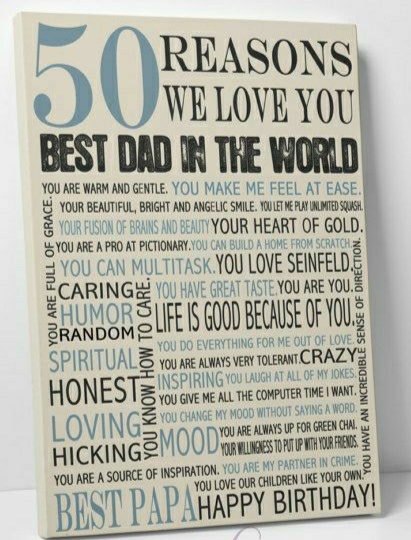 50 REASONS
WE LOVE YOU
BEST DAD IN THE WORLD
YOU ARE WARM AND GENTLE. YOU MAKE ME FEEL AT EASE.
YOUR BEAUTIFUL, BRIGHT AND ANGELIC SMILE. YOU LET ME PLAY UNLIMITED SQUASH.
YOUR FUSION OF BRAINS AND BEAUTY YOUR HEART OF GOLD.
YOU ARE A PRO AT PICTIONARY. YOU CAN BUILD A HOME FROM SCRATCH.
YOU CAN MULTITASK. YOU LOVE SEINFELD.
YOU ARE FULL OF GRACE.
CARING
HUMOR
RANDOM
SPIRITUAL
HONEST
LOVING
HICKING
YOU KNOW HOW TO CARE.
YOU HAVE GREAT TASTE. YOU ARE YOU.
LIFE IS GOOD BECAUSE OF YOU.
YOU DO EVERYTHING FOR ME OUT OF LOVE.
YOU ARE ALWAYS VERY TOLERANT. CRAZY
INSPIRING YOU LAUGH AT ALL OF MY JOKES.
YOU GIVE ME ALL THE COMPUTER TIME I WANT.
YOU CHANGE MY MOOD WITHOUT SAYING A WORD.
MOOD YOU ARE ALWAYS UP FOR GREEN CHAI.
YOUR WILLINGNESS TO PUT UP WITH YOUR FRIENDS.
YOU HAVE AN INCREDIBLE SENSE OF DIRECTION.
YOU ARE A SOURCE OF INSPIRATION. YOU ARE MY PARTNER IN CRIME.
BEST PAPA
YOU LOVE OUR CHILDREN LIKE YOUR OWN.
HAPPY BIRTHDAY!